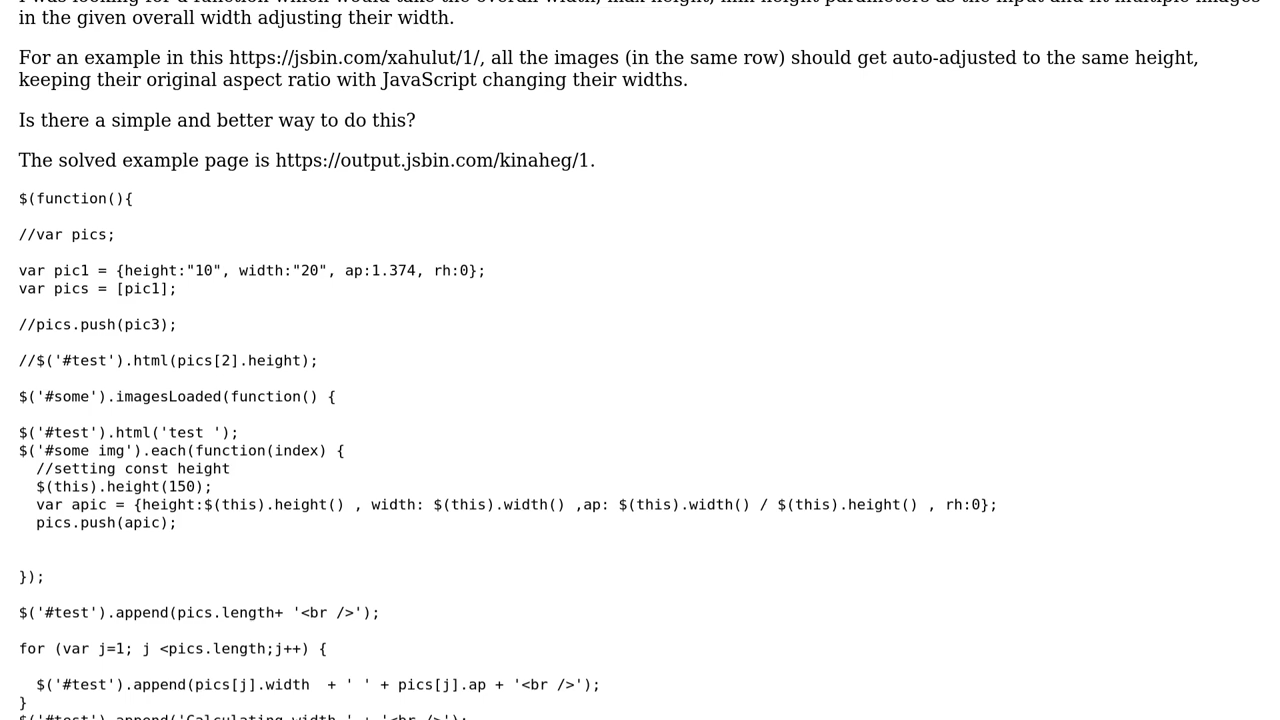 in the given overall width adjusting their width.
For an example in this https://jsbin.com/xahulut/1/, all the images (in the same row) should get auto-adjusted to the same height,
keeping their original aspect ratio with JavaScript changing their widths.
Is there a simple and better way to do this?
The solved example page is https://output.jsbin.com/kinaheg/1.
$(function(){
//var pics;
var pic1 = {height:"10", width:"20", ap:1.374, rh:0};
var pics = [pic1];
//pics.push(pic3);
//$('#test').html(pics[2].height);
$('#some').imagesLoaded(function() {
$('#test').html('test ');
$('#some img').each(function(index) {
  //setting const height
  $(this).height(150);
  var apic = {height:$(this).height() , width: $(this).width() ,ap: $(this).width() / $(this).height() , rh:0};
  pics.push(apic);
});
$('#test').append(pics.length+ '<br />');
for (var j=1; j <pics.length;j++) {
  $('#test').append(pics[j].width  + ' ' + pics[j].ap + '<br />');
}